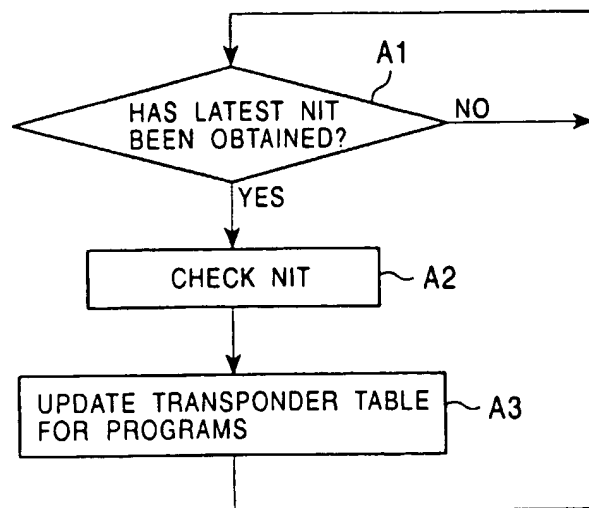 A1
HAS LATEST NIT
BEEN OBTAINED?
NO
YES
CHECK NIT
A2
UPDATE TRANSPONDER TABLE
FOR PROGRAMS
A3